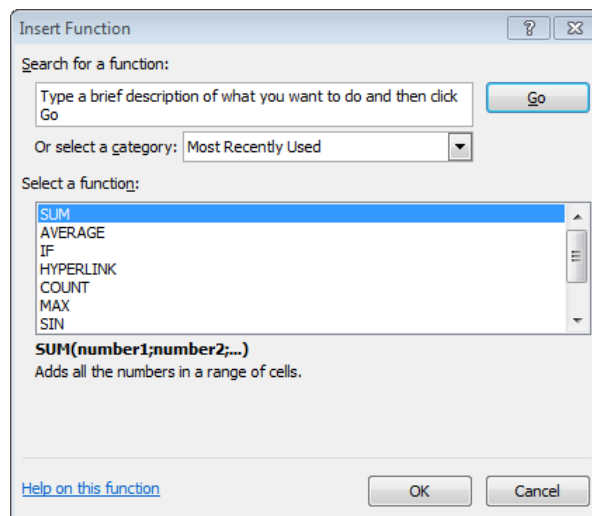 Insert Function
Search for a function:
Type a brief description of what you want to do and then click
Go
Go
Or select a category: Most Recently Used
Select a function:
SUM
AVERAGE
IF
HYPERLINK
COUNT
MAX
SIN
SUM(number1;number2;...)
Adds all the numbers in a range of cells.
Help on this function
OK
Cancel